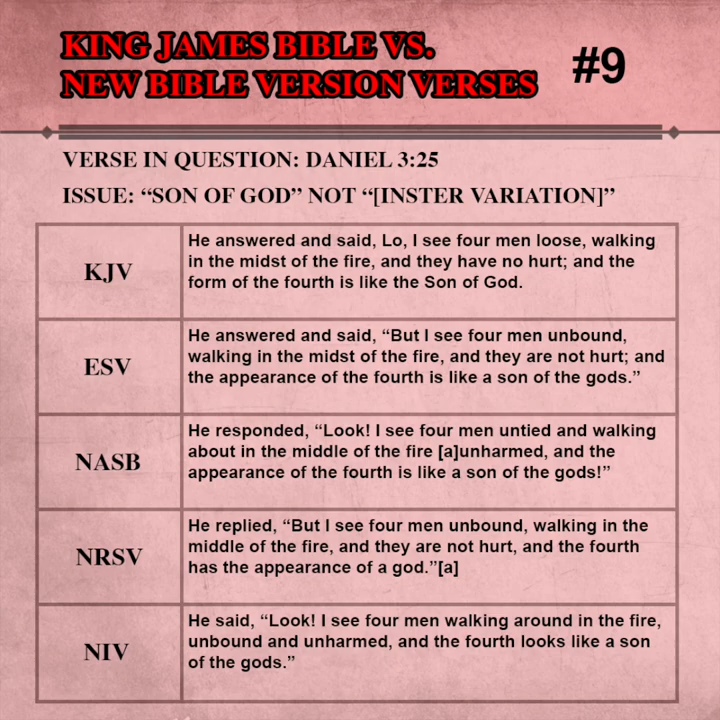 KING JAMES BIBLE VS.
NEW BIBLE VERSION VERSES
#9
VERSE IN QUESTION: DANIEL 3:25
ISSUE: “SON OF GOD” NOT “[INSTER VARIATION]”
KJV
He answered and said, Lo, I see four men loose, walking
in the midst of the fire, and they have no hurt; and the
form of the fourth is like the Son of God.
ESV
He answered and said, “But I see four men unbound,
walking in the midst of the fire, and they are not hurt; and
the appearance of the fourth is like a son of the gods.”
NASB
He responded, “Look! I see four men untied and walking
about in the middle of the fire [a]unharmed, and the
appearance of the fourth is like a son of the gods!”
NRSV
He replied, “But I see four men unbound, walking in the
middle of the fire, and they are not hurt, and the fourth
has the appearance of a god.”[a]
NIV
He said, “Look! I see four men walking around in the fire,
unbound and unharmed, and the fourth looks like a son
of the gods.”